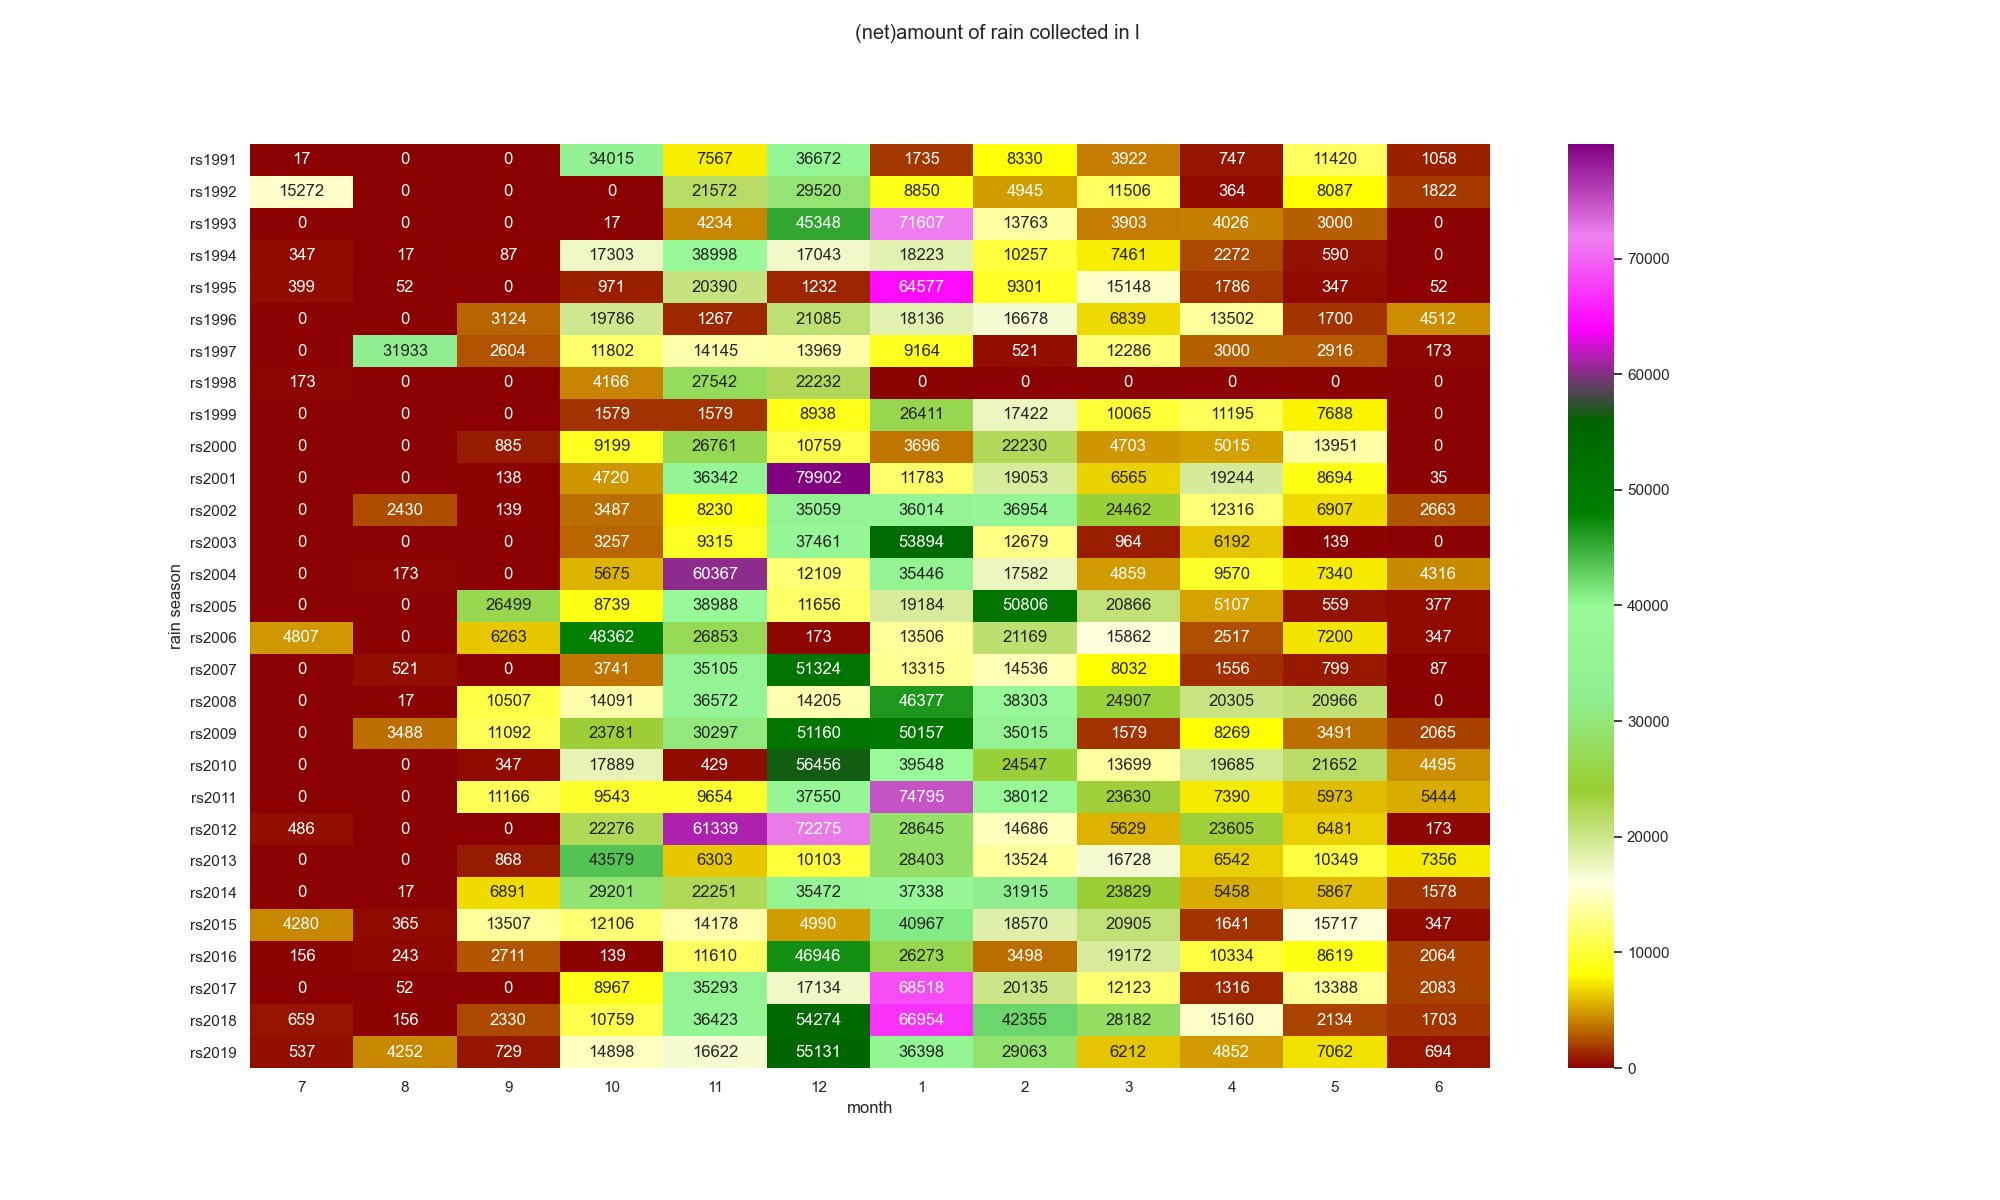 (net)amount of rain collected in l
rs1991 17 0 0 34015 7567 36672 1735 8330 3922 747 11420 1058
rs1992 15272 0 0 0 21572 29520 8850 4945 11506 364 8087 1822
rs1993 0 0 0 17 4234 45348 71607 13763 3903 4026 3000 0
rs1994 347 17 87 17303 38998 17043 18223 10257 7461 2272 590 0
rs1995 399 52 0 971 20390 1232 64577 9301 15148 1786 347 52
rs1996 0 0 3124 19786 1267 21085 18136 16678 6839 13502 1700 4512
rs1997 0 31933 2604 11802 14145 13969 9164 521 12286 3000 2916 173
rs1998 173 0 0 4166 27542 22232 0 0 0 0 0 0
rs1999 0 0 0 1579 1579 8938 26411 17422 10065 11195 7688 0
rs2000 0 0 885 9199 26761 10759 3696 22230 4703 5015 13951 0
rs2001 0 0 138 4720 36342 79902 11783 19053 6565 19244 8694 35
rs2002 0 2430 139 3487 8230 35059 36014 36954 24462 12316 6907 2663
rs2003 0 0 0 3257 9315 37461 53894 12679 964 6192 139 0
rs2004 0 173 0 5675 60367 12109 35446 17582 4859 9570 7340 4316
rs2005 0 0 26499 8739 38988 11656 19184 50806 20866 5107 559 377
rs2006 4807 0 6263 48362 26853 173 13506 21169 15862 2517 7200 347
rs2007 0 521 0 3741 35105 51324 13315 14536 8032 1556 799 87
rs2008 0 17 10507 14091 36572 14205 46377 38303 24907 20305 20966 0
rs2009 0 3488 11092 23781 30297 51160 50157 35015 1579 8269 3491 2065
rs2010 0 0 347 17889 429 56456 39548 24547 13699 19685 21652 4495
rs2011 0 0 11166 9543 9654 37550 74795 38012 23630 7390 5973 5444
rs2012 486 0 0 22276 61339 72275 28645 14686 5629 23605 6481 173
rs2013 0 0 868 43579 6303 10103 28403 13524 16728 6542 10349 7356
rs2014 0 17 6891 29201 22251 35472 37338 31915 23829 5458 5867 1578
rs2015 4280 365 13507 12106 14178 4990 40967 18570 20905 1641 15717 347
rs2016 156 243 2711 139 11610 46946 26273 3498 19172 10334 8619 2064
rs2017 0 52 0 8967 35293 17134 68518 20135 12123 1316 13388 2083
rs2018 659 156 2330 10759 36423 54274 66954 42355 28182 15160 2134 1703
rs2019 537 4252 729 14898 16622 55131 36398 29063 6212 4852 7062 694
7 8 9 10 11 12 1 2 3 4 5 6
month
rain season
70000
60000
50000
40000
30000
20000
10000
0